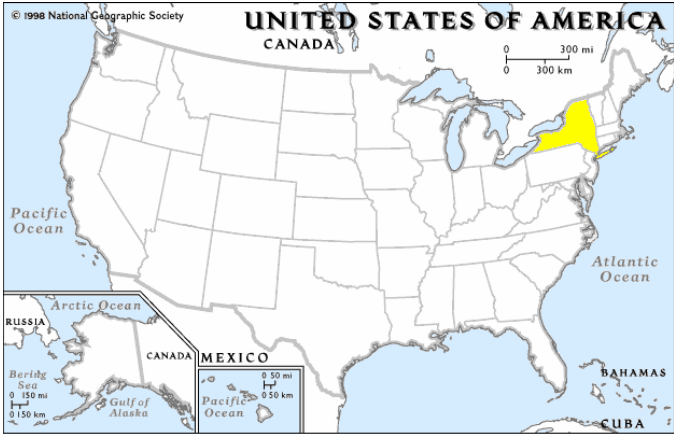 © 1998 National Geographic Society
UNITED STATES OF AMERICA
CANADA
0 300 mi
0 300 km
Pacific
Ocean
Atlantic
Ocean
Arctic Ocean
RUSSIA
CANADA
MEXICO
Bering
Sea
0 150 mi
0 150 km
Gulf of
Alaska
0 50 mi
0 50 km
Pacific
Ocean
BAHAMAS
CUBA